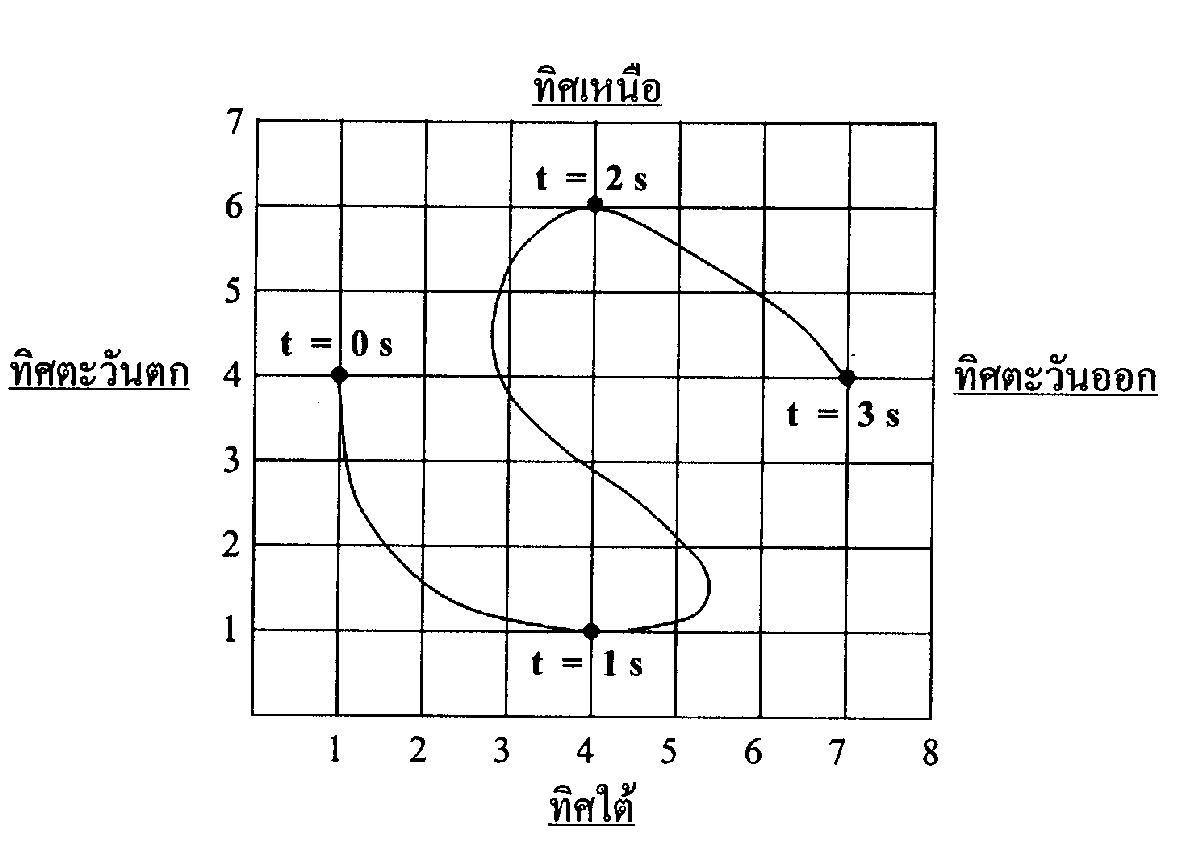 ทิศเหนือ
7
t = 2 s
6
5
t = 0 s
ทิศตะวันตก
4
ทิศตะวันออก
t = 3 s
3
2
1
t = 1 s
1 2 3 4 5 6 7 8
ทิศใต้